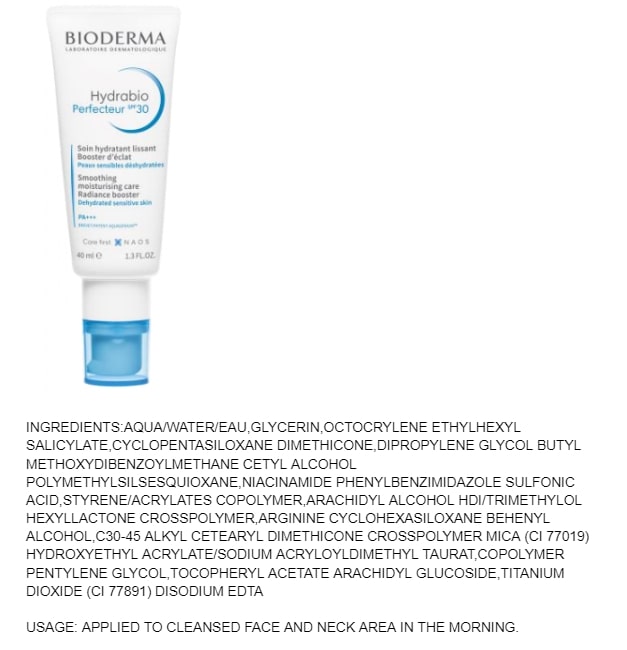 BIODERMA
LABORATOIRE DERMATOLOGIQUE
Hydrabio
Perfecteur SPF30
Soin hydratant lissant
Booster d'éclat
Peaux sensibles déshydratées
Smoothing
moisturising care
Radiance booster
Dehydrated sensitive skin
PA+++
Care first NAOS
40 ml e 1.3 FL.OZ.
INGREDIENTS:AQUA/WATER/EAU,GLYCERIN,OCTOCRYLENE ETHYLHEXYL
SALICYLATE,CYCLOPENTASILOXANE DIMETHICONE,DIPROPYLENE GLYCOL BUTYL
METHOXYDIBENZOYLMETHANE CETYL ALCOHOL
POLYMETHYLSILSESQUIOXANE,NIACINAMIDE PHENYLBENZIMIDAZOLE SULFONIC
ACID,STYRENE/ACRYLATES COPOLYMER,ARACHIDYL ALCOHOL HDI/TRIMETHYLOL
HEXYLLACTONE CROSSPOLYMER,ARGININE CYCLOHEXASILOXANE BEHENYL
ALCOHOL,C30-45 ALKYL CETEARYL DIMETHICONE CROSSPOLYMER MICA (CI 77019)
HYDROXYETHYL ACRYLATE/SODIUM ACRYLOYLDIMETHYL TAURAT,COPOLYMER
PENTYLENE GLYCOL,TOCOPHERYL ACETATE ARACHIDYL GLUCOSIDE,TITANIUM
DIOXIDE (CI 77891) DISODIUM EDTA
USAGE: APPLIED TO CLEANSED FACE AND NECK AREA IN THE MORNING.